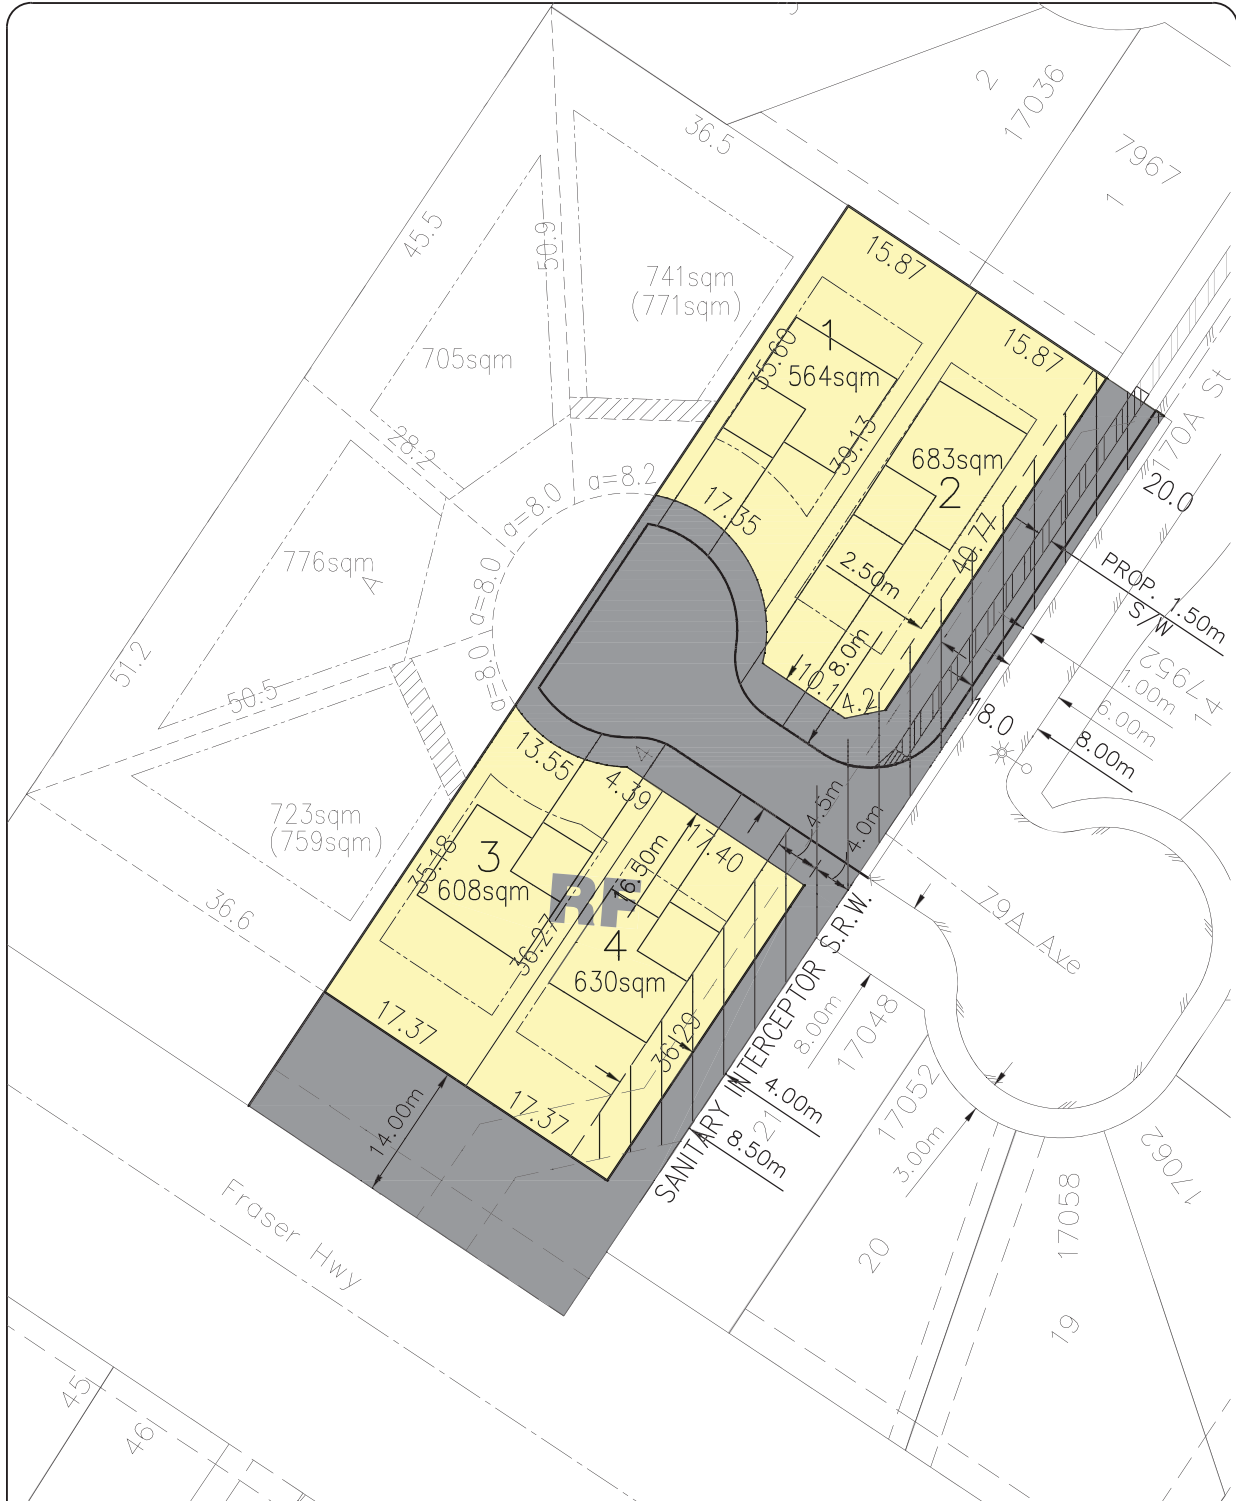 2
17036
36.5
7967
1
45.5
50.9
15.87
741sqm
(771sqm)
15.87
705sqm
1
35.60
564sqm
170A St
28.2
39.13
683sqm
2
20.0
a=8.2
a=8.0
17.35
40.77
776sqm
A
a=8.0
2.50m
PROP. 1.50m
S/W
51.2
a=8.0
8.0m
10.1
4.2
14
7952
1.00m
6.00m
8.00m
18.0
50.5
13.55
4
4.39
4.5m
4.0m
723sqm
(759sqm)
17.40
3
35.18
608sqm
16.50m
RF
36.27
4
630sqm
36.6
79A Ave
SANITARY INTERCEPTOR S.R.W.
8.00m
17048
17.37
36.29
14.00m
17.37
4.00m
21
8.50m
17052
3.00m
17062
17058
Fraser Hwy
20
19
45
46